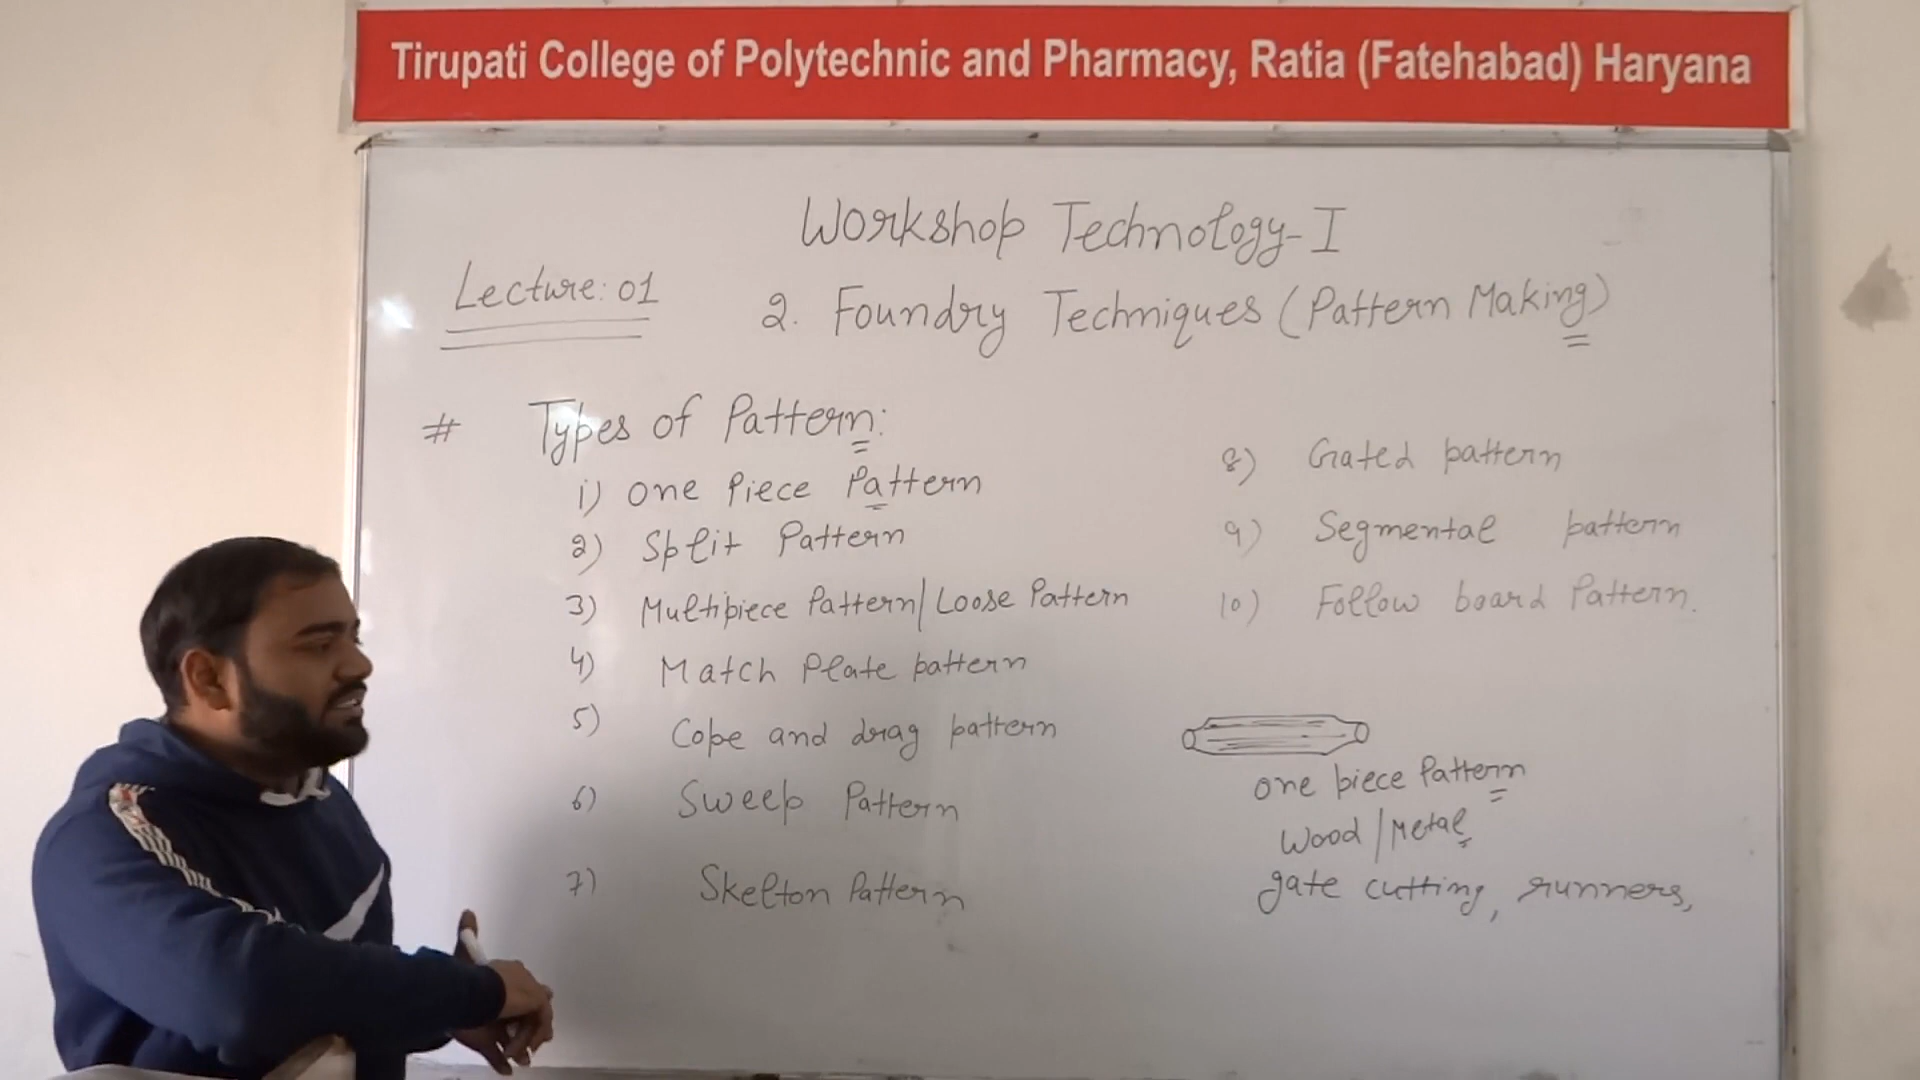 Tirupati College of Polytechnic and Pharmacy, Ratia (Fatehabad) Haryana
Workshop Technology-I
Lecture: 01
2. Foundry Techniques (Pattern Making)
# Types of Pattern:
1) One Piece Pattern
2) Split Pattern
3) Multipiece Pattern/Loose Pattern
4) Match Plate pattern
5) Cope and drag pattern
6) Sweep Pattern
7) Skelton Pattern
8) Gated pattern
9) Segmental pattern
10) Follow board Pattern.
one piece Pattern
Wood/Metal
gate cutting, runners,